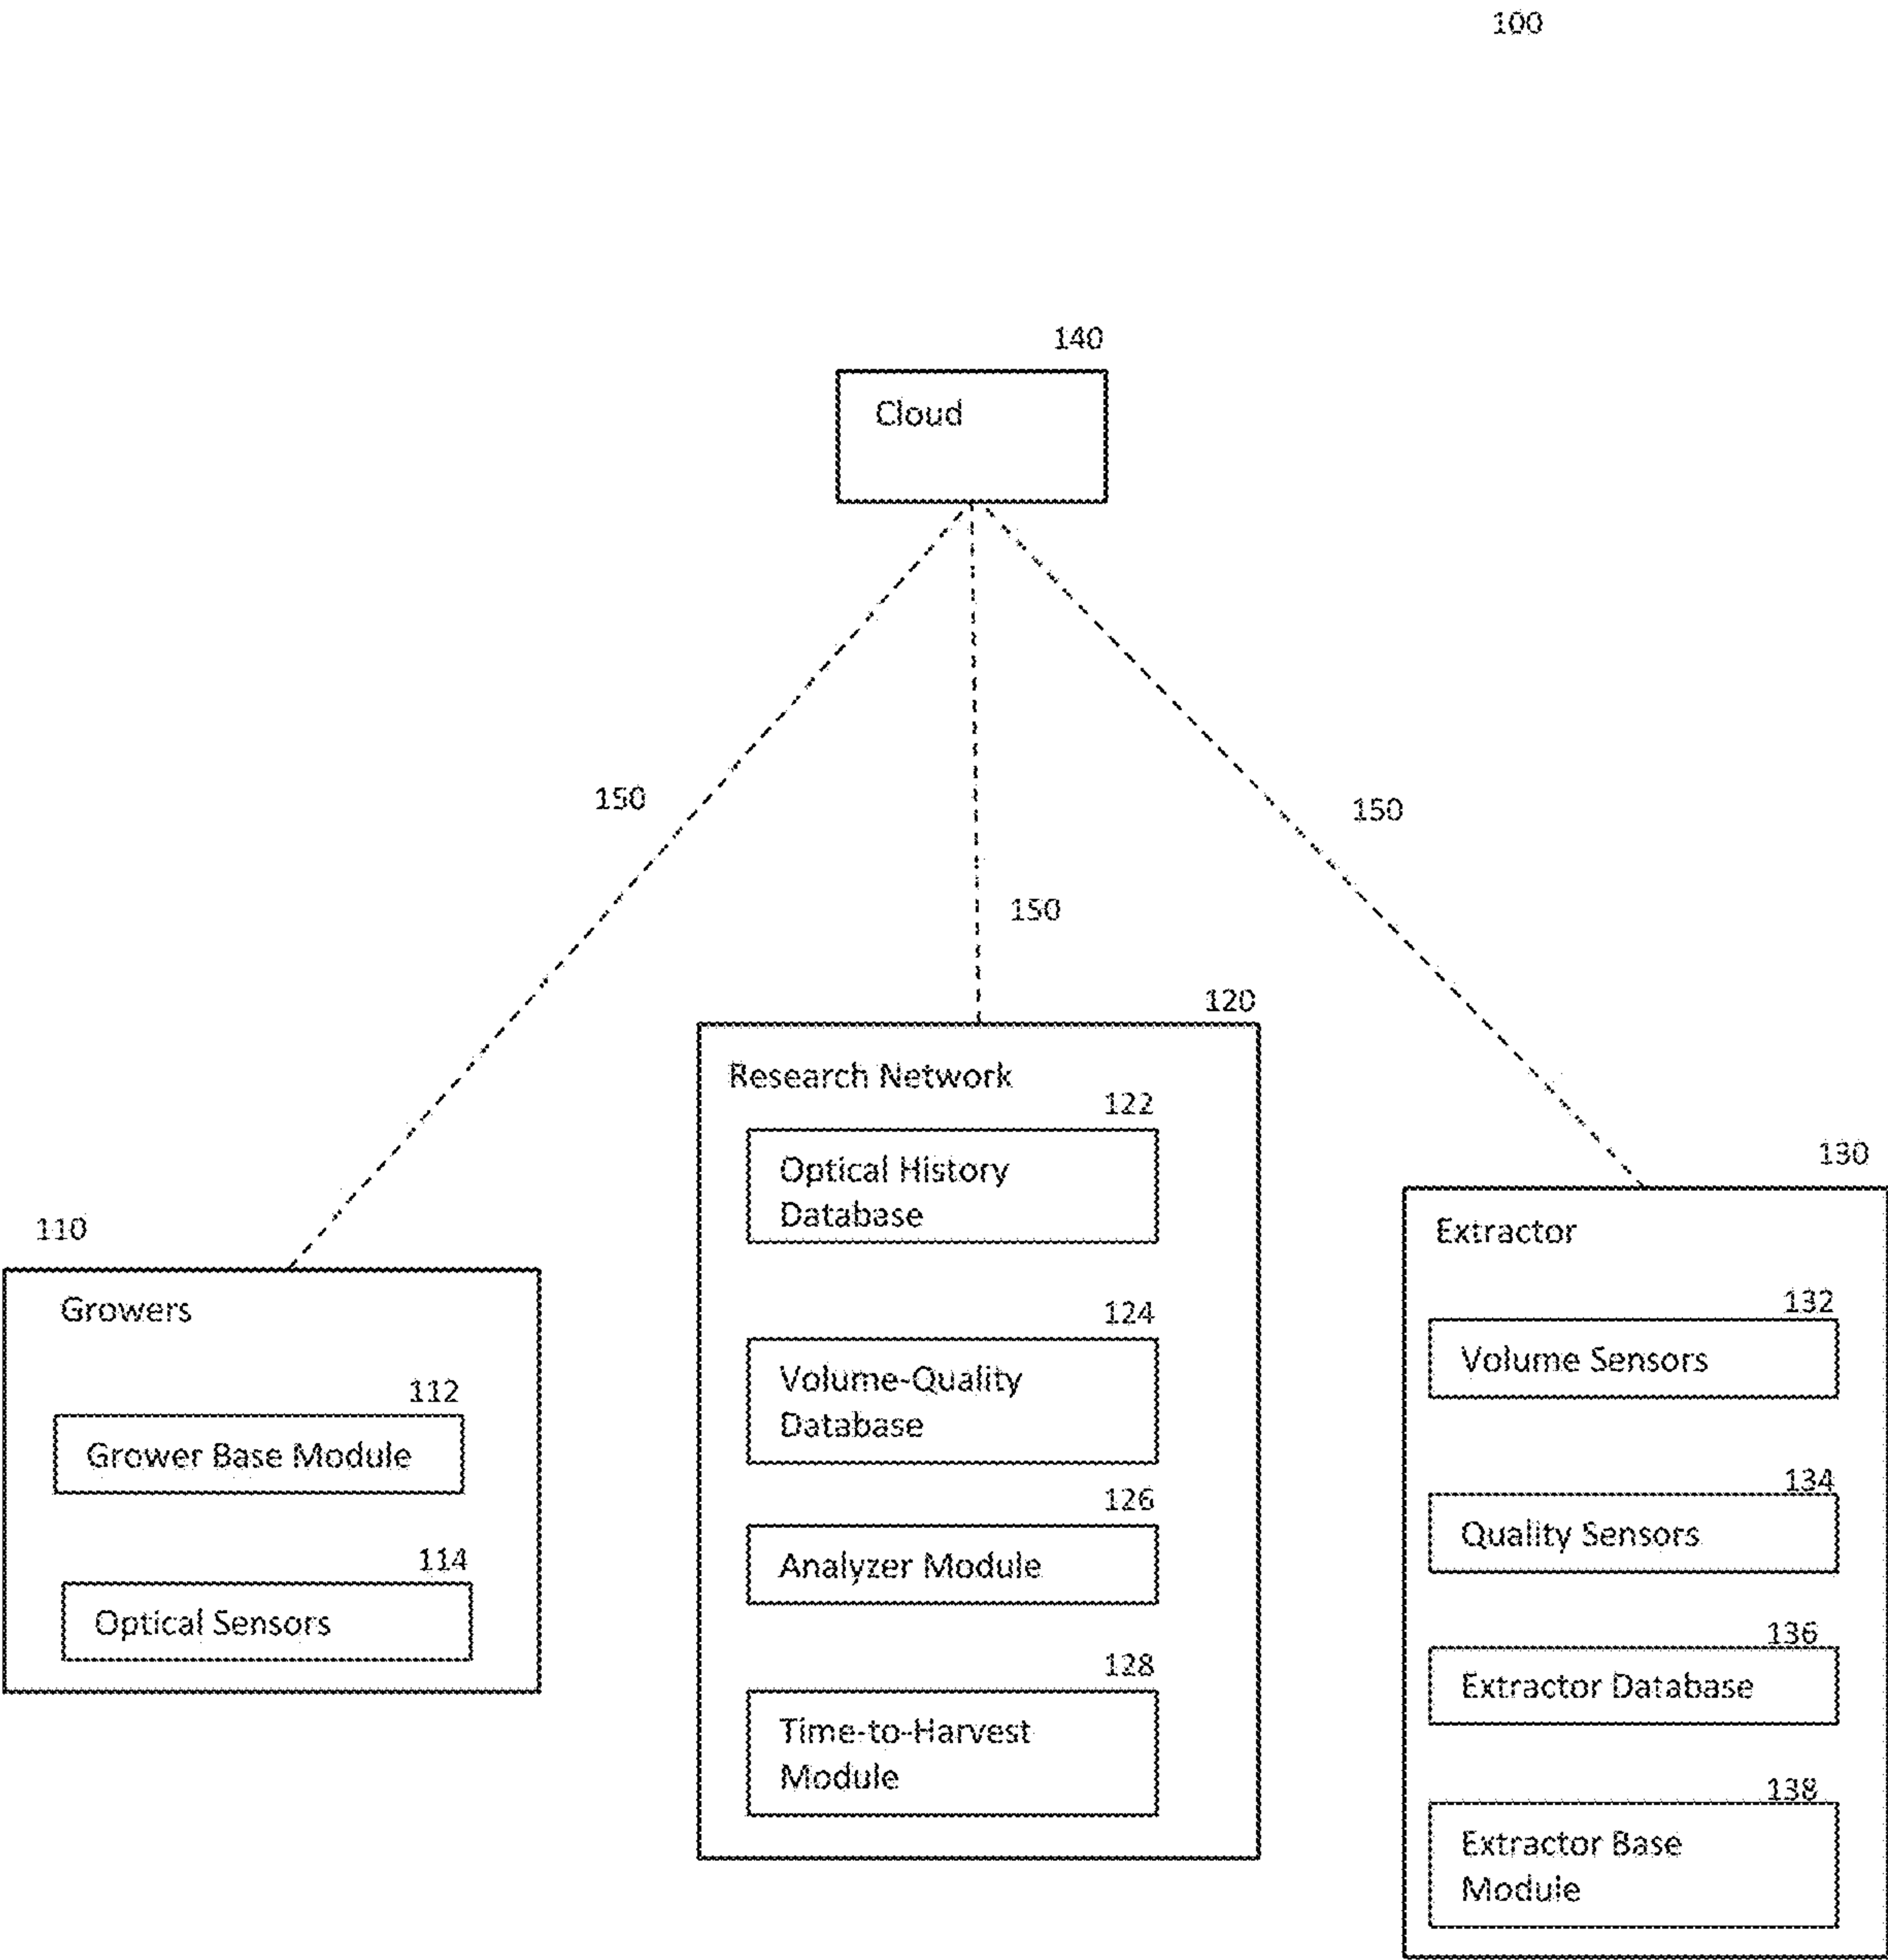 100
140
Cloud
150
150
150
120
Research Network
122
Optical History
Database
124
Volume-Quality
Database
126
Analyzer Module
128
Time-to-Harvest
Module
110
Growers
112
Grower Base Module
114
Optical Sensors
130
Extractor
132
Volume Sensors
134
Quality Sensors
136
Extractor Database
138
Extractor Base
Module